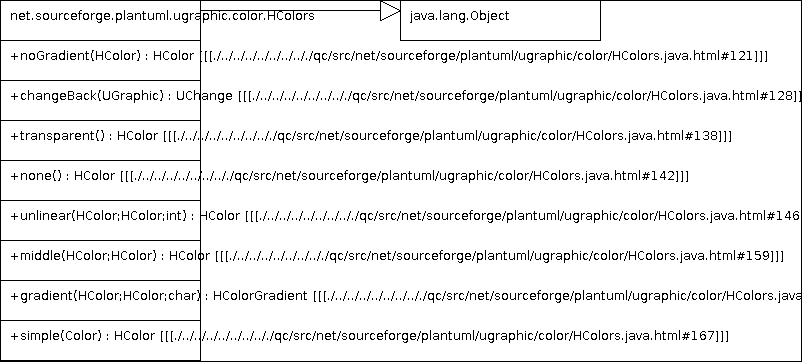 net.sourceforge.plantuml.ugraphic.color.HColors
java.lang.Object
+noGradient(HColor) : HColor [[[./../../../../../../../../qc/src/net/sourceforge/plantuml/ugraphic/color/HColors.java.html#121]]]
+changeBack(UGraphic) : UChange [[[./../../../../../../../../qc/src/net/sourceforge/plantuml/ugraphic/color/HColors.java.html#128]]]
+transparent() : HColor [[[./../../../../../../../../qc/src/net/sourceforge/plantuml/ugraphic/color/HColors.java.html#138]]]
+none() : HColor [[[./../../../../../../../../qc/src/net/sourceforge/plantuml/ugraphic/color/HColors.java.html#142]]]
+unlinear(HColor;HColor;int) : HColor [[[./../../../../../../../../qc/src/net/sourceforge/plantuml/ugraphic/color/HColors.java.html#146
+middle(HColor;HColor) : HColor [[[./../../../../../../../../qc/src/net/sourceforge/plantuml/ugraphic/color/HColors.java.html#159]]]
+gradient(HColor;HColor;char) : HColorGradient [[[./../../../../../../../../qc/src/net/sourceforge/plantuml/ugraphic/color/HColors.java
+simple(Color) : HColor [[[./../../../../../../../../qc/src/net/sourceforge/plantuml/ugraphic/color/HColors.java.html#167]]]